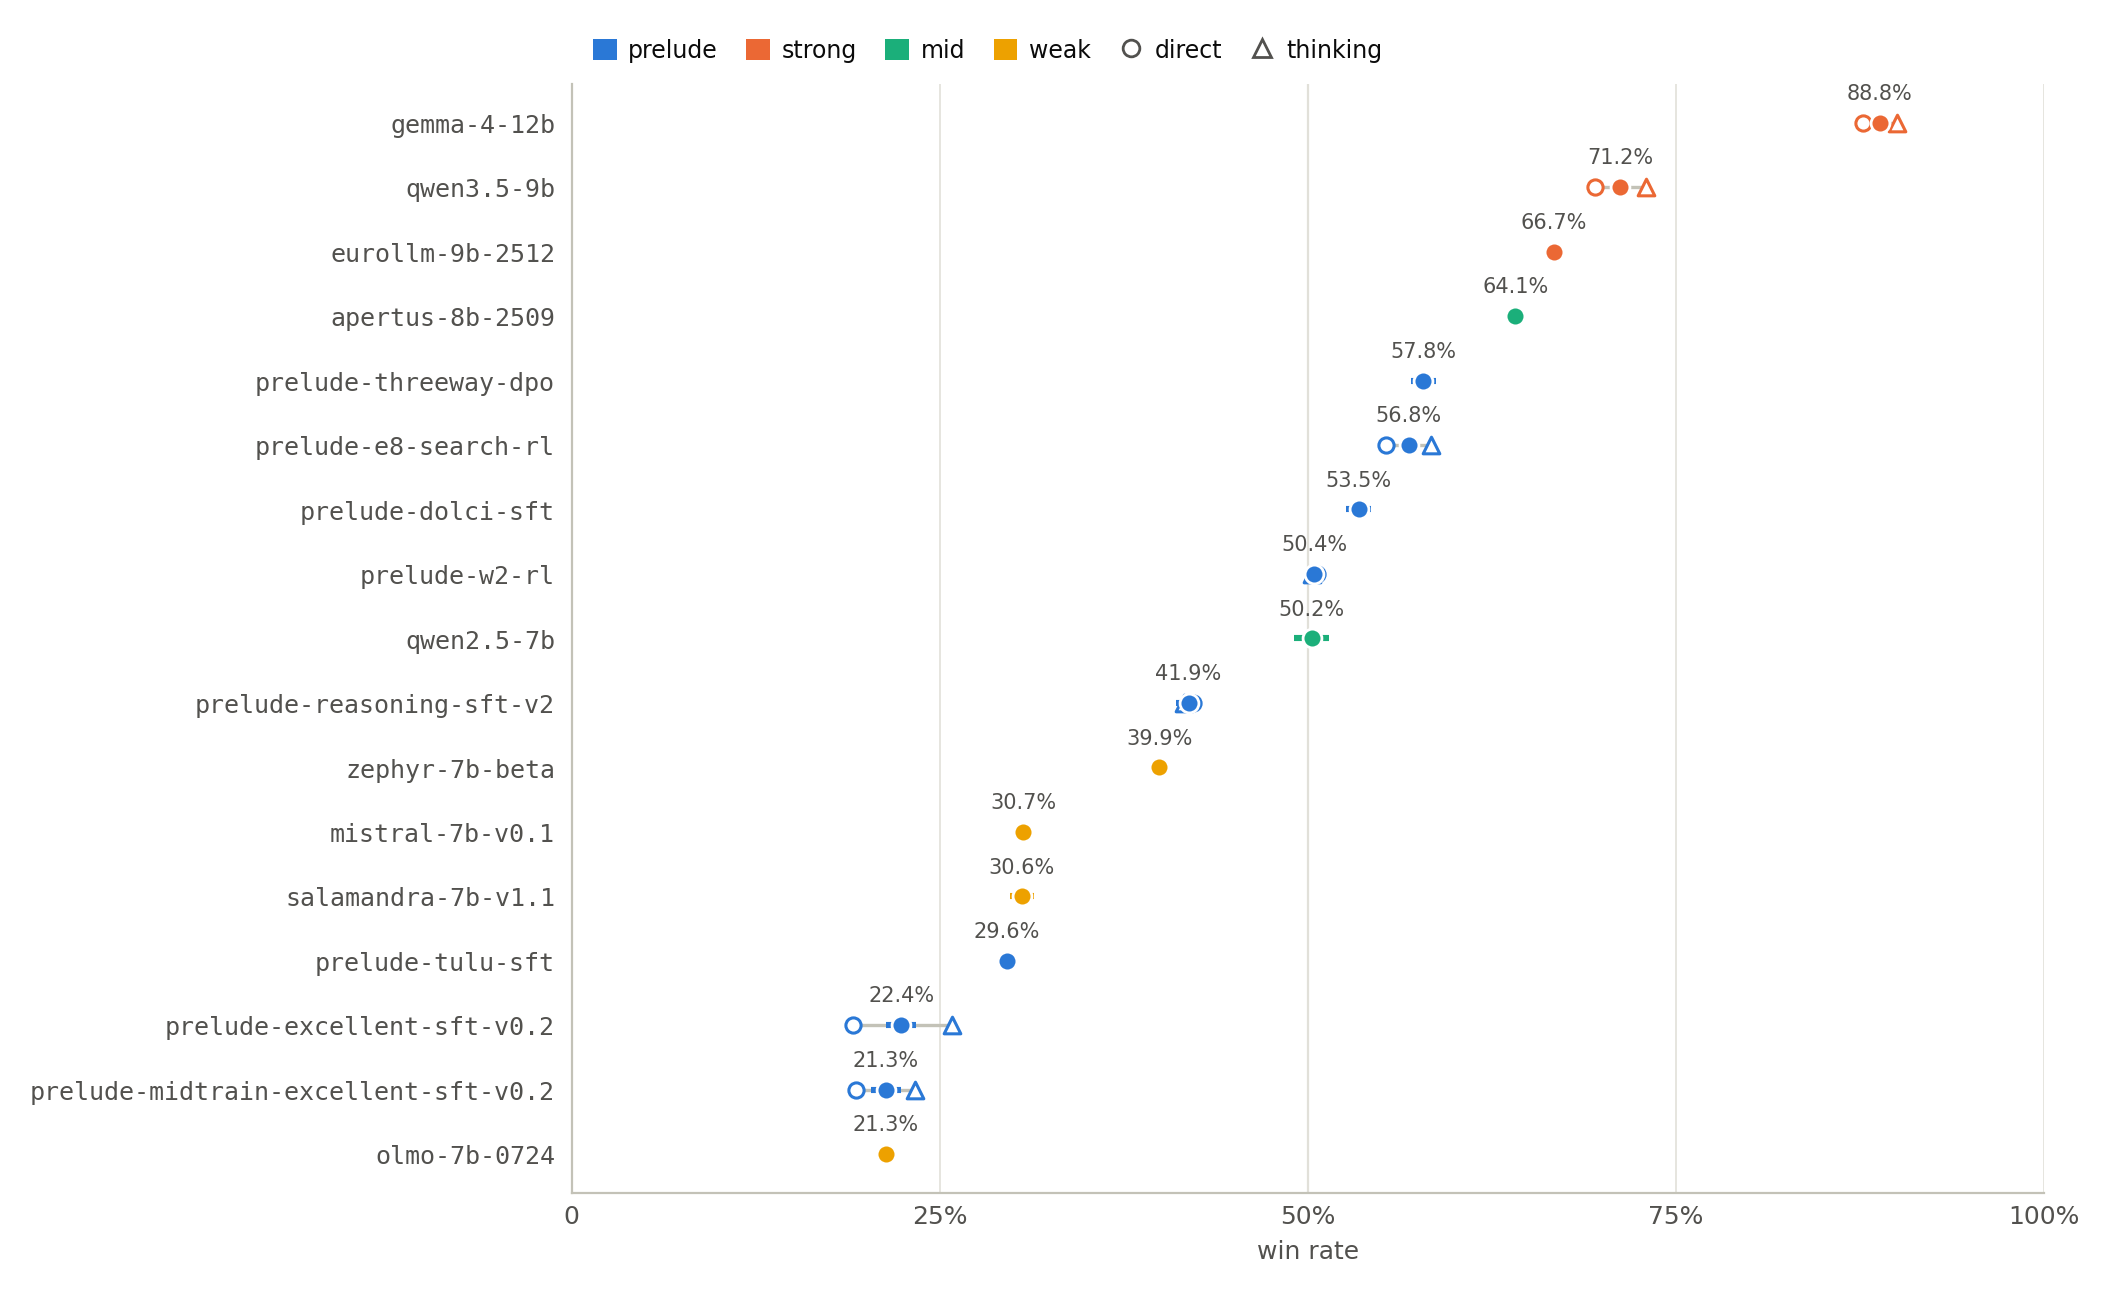 prelude strong mid weak direct thinking
88.8%
gemma-4-12b
71.2%
qwen3.5-9b
66.7%
eurollm-9b-2512
64.1%
apertus-8b-2509
57.8%
prelude-threeway-dpo
56.8%
prelude-e8-search-rl
53.5%
prelude-dolci-sft
50.4%
prelude-w2-rl
50.2%
qwen2.5-7b
41.9%
prelude-reasoning-sft-v2
39.9%
zephyr-7b-beta
30.7%
mistral-7b-v0.1
30.6%
salamandra-7b-v1.1
29.6%
prelude-tulu-sft
22.4%
prelude-excellent-sft-v0.2
21.3%
prelude-midtrain-excellent-sft-v0.2
21.3%
olmo-7b-0724
0 25% 50% 75% 100%
win rate